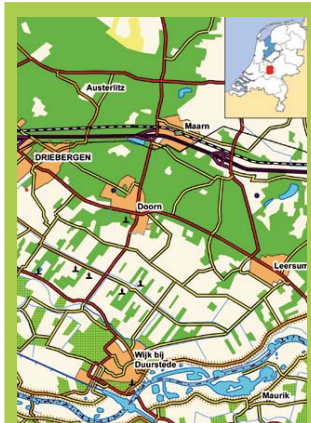 Austerlitz
Maarn
DRIEBERGEN
Doorn
Leersum
Wijk bij
Duurstede
Maurik